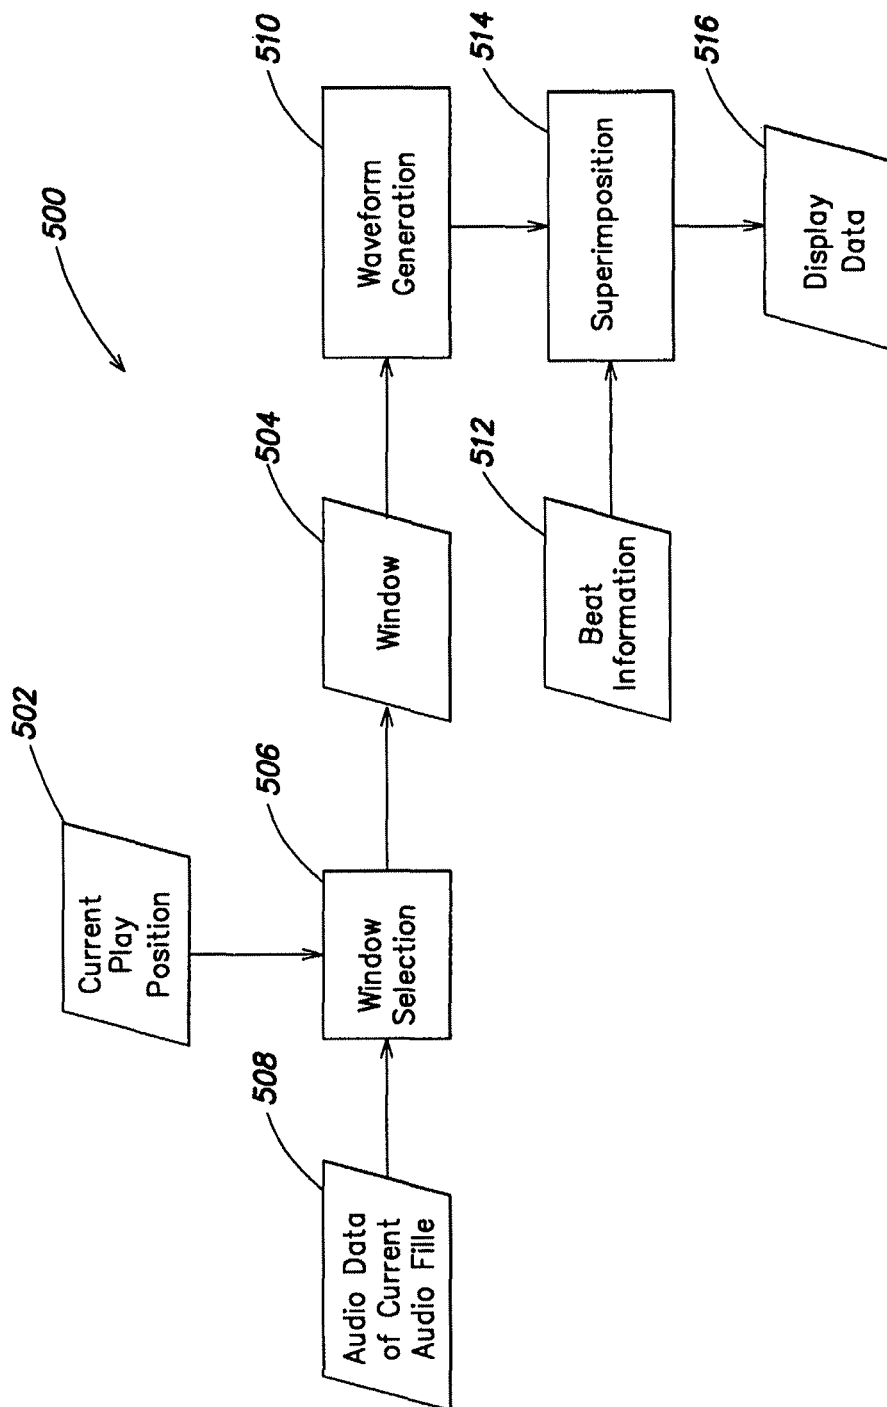 502
500
Current
Play
Position
508
506
504
510
Audio Data
of Current
Audio Fille
Window
Selection
Window
Waveform
Generation
512
514
Beat
Information
Superimposition
516
Display
Data